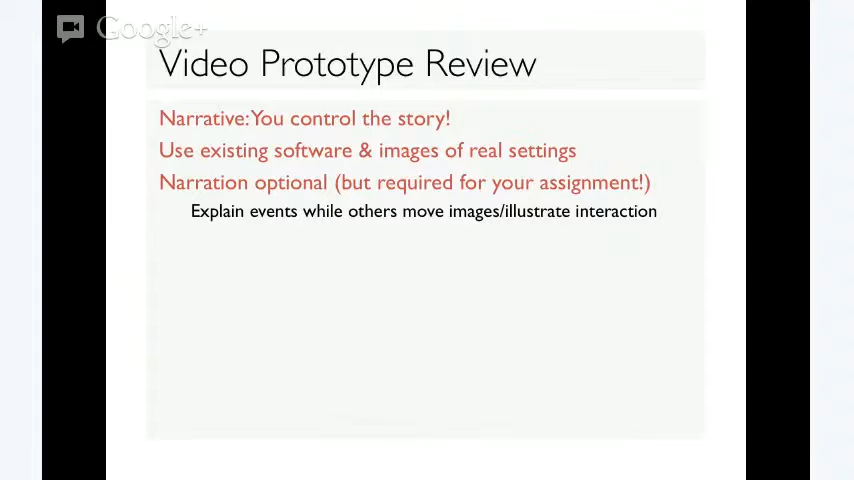 Google+
Video Prototype Review
Narrative: You control the story!
Use existing software & images of real settings
Narration optional (but required for your assignment!)
Explain events while others move images/illustrate interaction